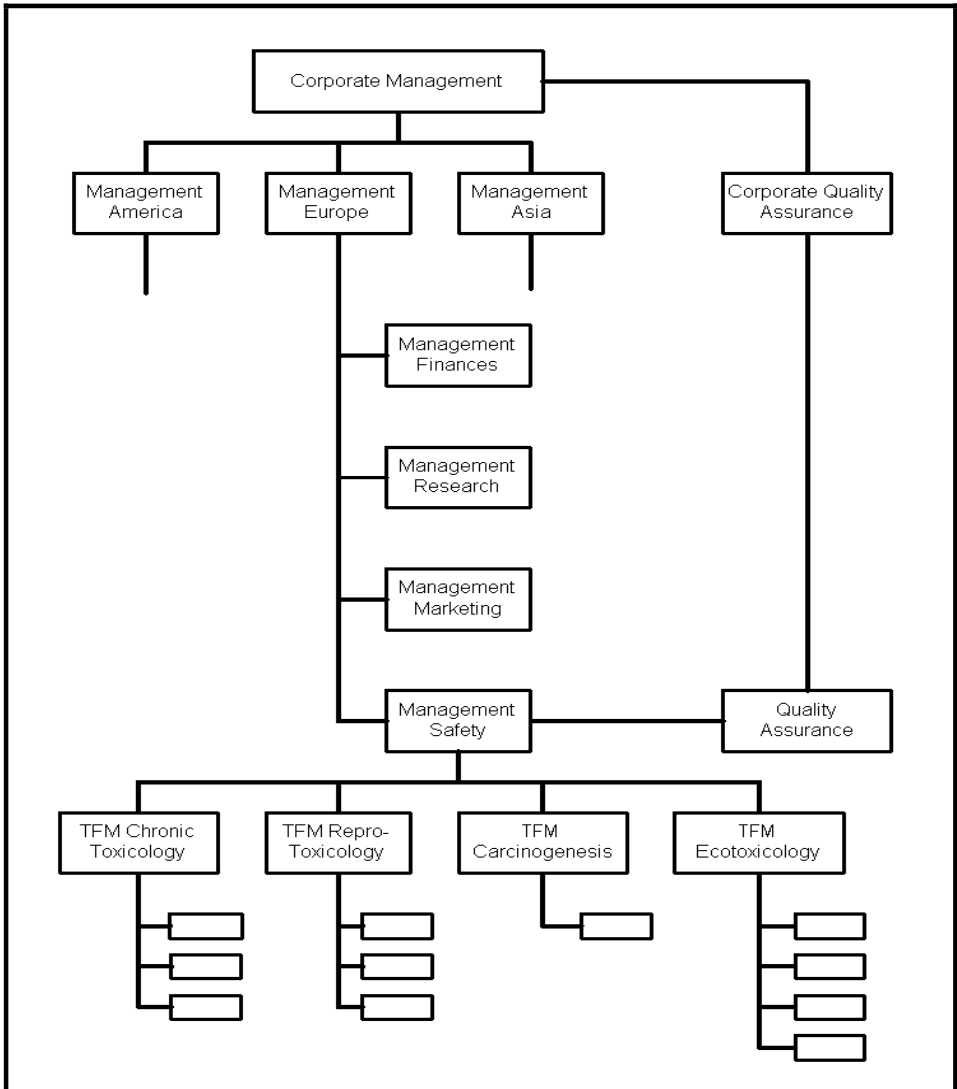 Corporate Management
Management
America
Management
Europe
Management
Asia
Corporate Quality
Assurance
Management
Finances
Management
Research
Management
Marketing
Management
Safety
Quality
Assurance
TFM Chronic
Toxicology
TFM Repro-
Toxicology
TFM
Carcinogenesis
TFM
Ecotoxicology